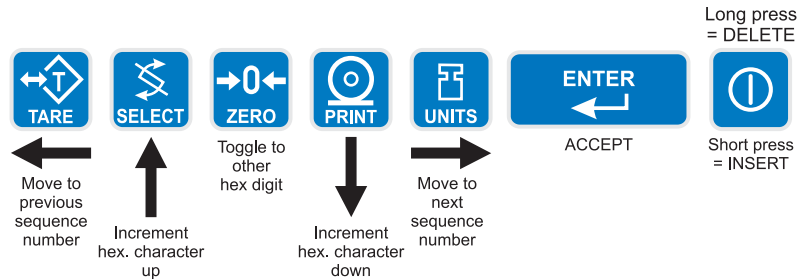 Long press
= DELETE
T
TARE
SELECT
0
ZERO
PRINT
UNITS
ENTER
Move to
previous
sequence
number
Increment
hex. character
up
Toggle to
other
hex digit
Increment
hex. character
down
Move to
next
sequence
number
ACCEPT
Short press
= INSERT